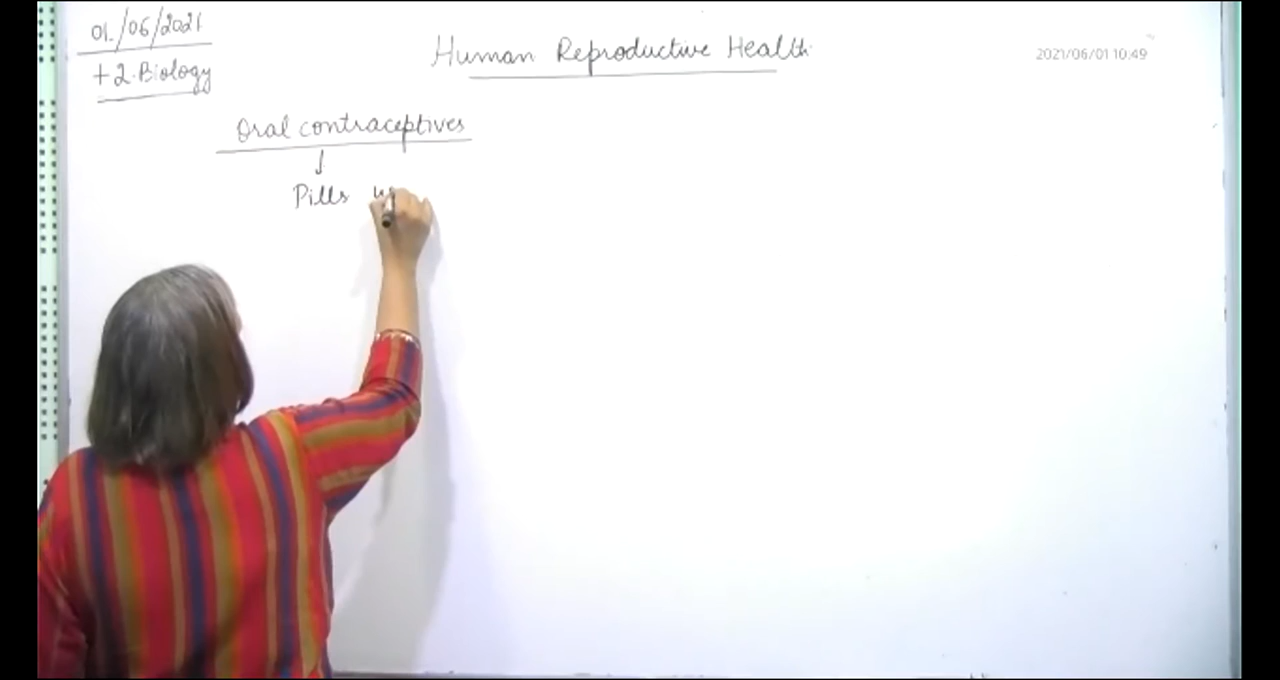 01./06/2021
Human Reproductive Health
2021/06/01 10:49
+2.Biology
Oral contraceptives
Pills